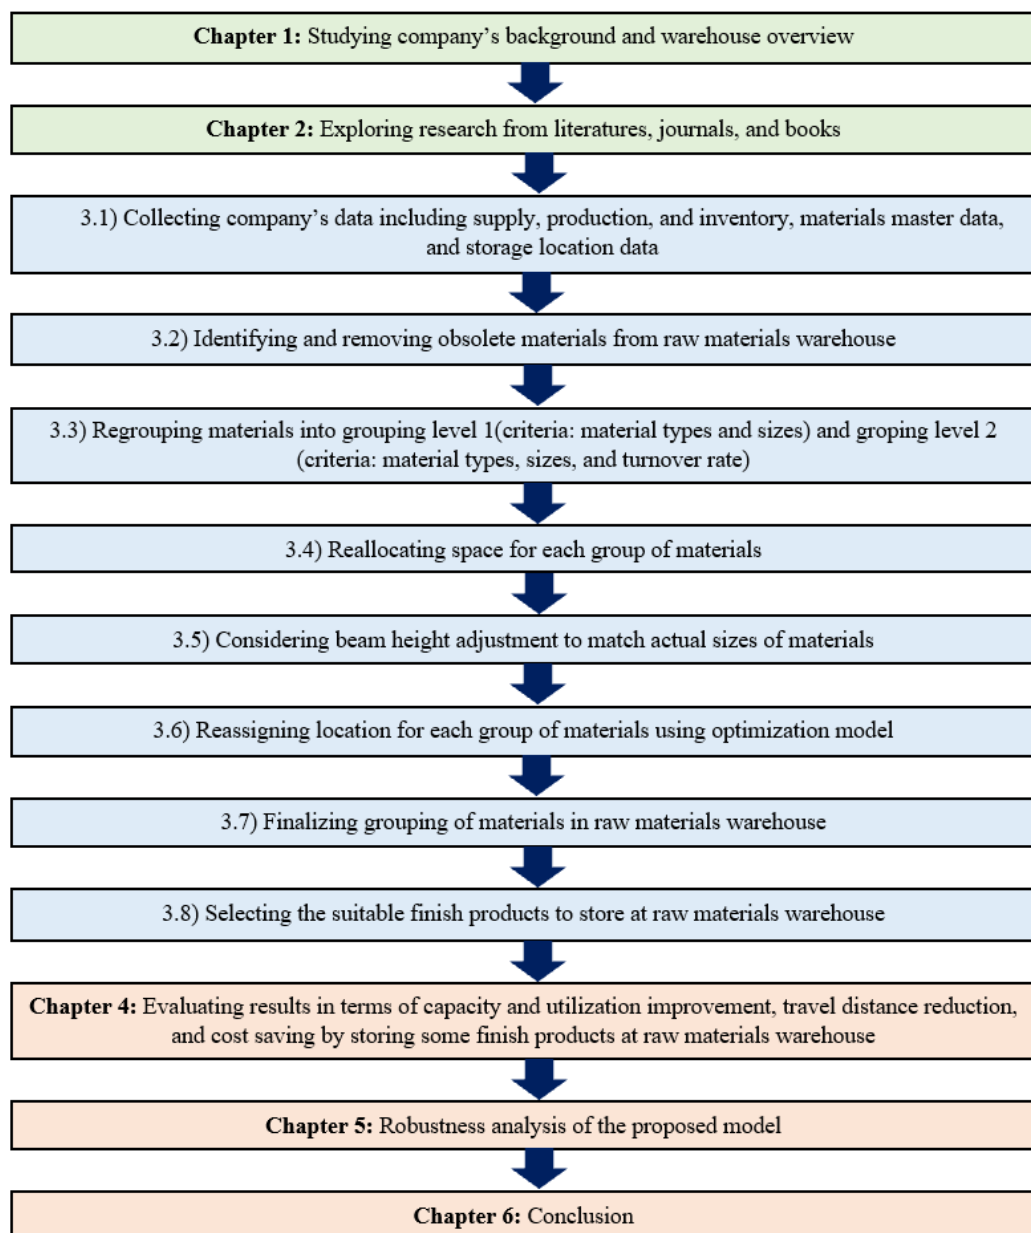 Chapter 1: Studying company's background and warehouse overview
Chapter 2: Exploring research from literatures, journals, and books
3.1) Collecting company's data including supply, production, and inventory, materials master data,
and storage location data
3.2) Identifying and removing obsolete materials from raw materials warehouse
3.3) Regrouping materials into grouping level 1(criteria: material types and sizes) and groping level 2
(criteria: material types, sizes, and turnover rate)
3.4) Reallocating space for each group of materials
3.5) Considering beam height adjustment to match actual sizes of materials
3.6) Reassigning location for each group of materials using optimization model
3.7) Finalizing grouping of materials in raw materials warehouse
3.8) Selecting the suitable finish products to store at raw materials warehouse
Chapter 4: Evaluating results in terms of capacity and utilization improvement, travel distance reduction,
and cost saving by storing some finish products at raw materials warehouse
Chapter 5: Robustness analysis of the proposed model
Chapter 6: Conclusion